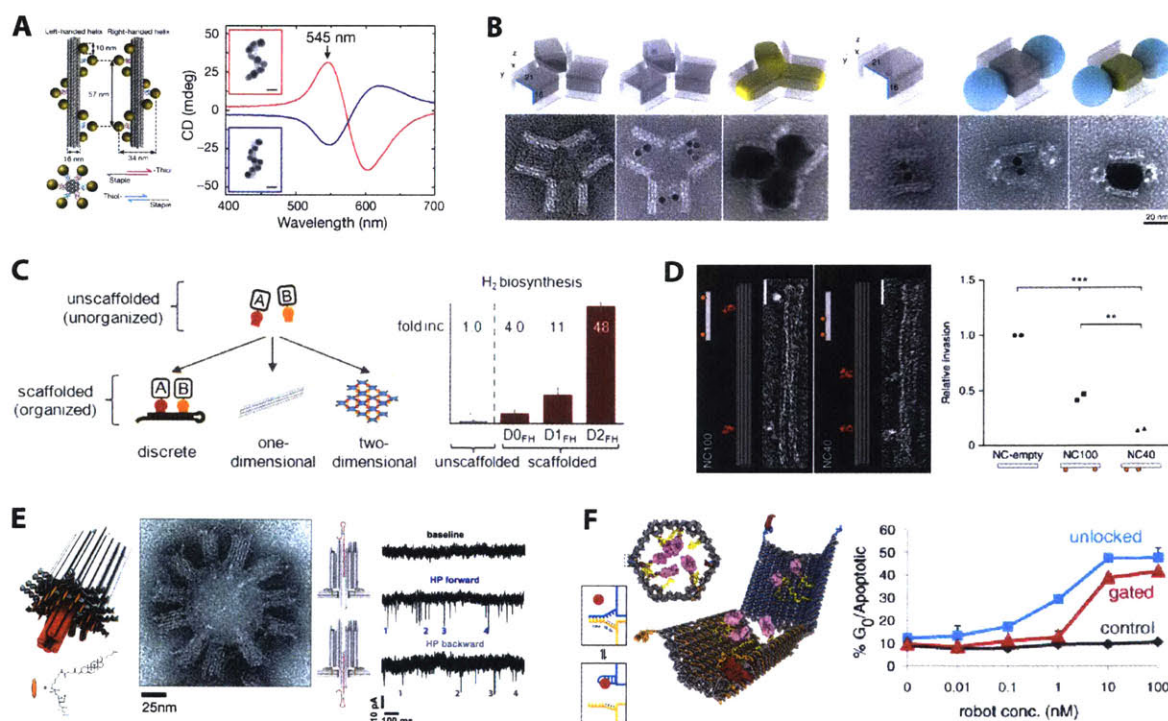 A
Left-handed helix Right-handed helix
10 nm
57 nm
16 nm
34 nm
Staple
-Thiol
Thiol-
Staple
545 nm
CD (mdeg)
50
25
0
−25
−50
400 500 600 700
Wavelength (nm)
B
z
x
y
21
16
z
x
y
21
16
20 nm
C
unscaffolded
(unorganized)
A B
scaffolded
(organized)
A B
discrete
one-
dimensional
two-
dimensional
H2 biosynthesis
fold inc
1.0 4.0 11 48
D0FH D1FH D2FH
unscaffolded scaffolded
D
NC100
NC40
Relative invasion
1.5
1.0
0.5
0
***
**
NC-empty NC100 NC40
E
25nm
baseline
HP forward
1 2 3 4
HP backward
1 2 3 4
10 pA
100 ms
F
% G0/Apoptotic
60
50
40
30
20
10
0
unlocked
gated
control
0 0.01 0.1 1 10 100
robot conc. (nM)